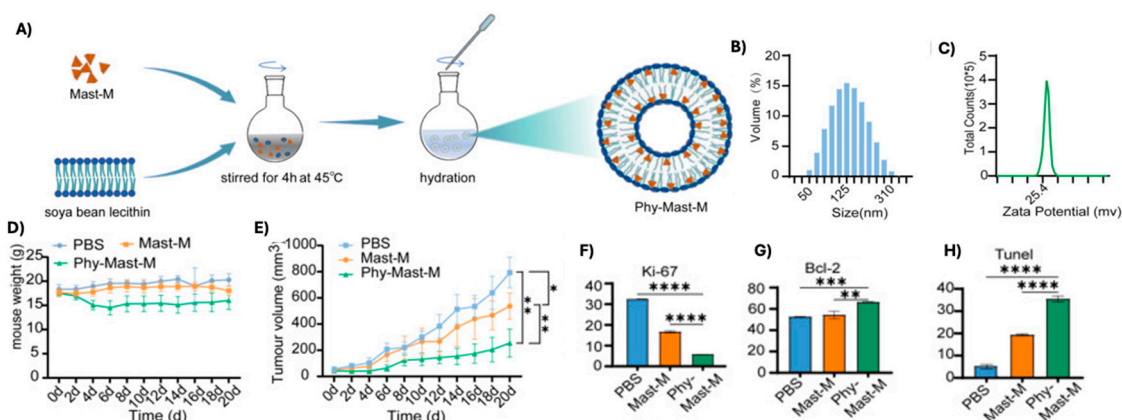 A)
Mast-M
soya bean lecithin
stirred for 4h at 45℃
hydration
Phy-Mast-M
B)
Volume (%)
20
15
10
5
0
50
125
310
Size(nm)
C)
Total Counts(10*5)
5
4
3
2
1
0
25.4
Zata Potential (mv)
D)
PBS
Mast-M
Phy-Mast-M
mouse weight (g)
25
20
15
10
5
0
0d 2d 4d 6d 8d 10d 12d 14d 16d 18d 20d
Time (d)
E)
PBS
Mast-M
Phy-Mast-M
Tumour volume (mm3)
1000
800
600
400
200
0
0d 2d 4d 6d 8d 10d 12d 14d 16d 18d 20d
Time (d)
*
**
**
F)
Ki-67
****
****
40
30
20
10
0
PBS
Mast-M
Phy-Mast-M
G)
Bcl-2
***
**
80
60
40
20
0
PBS
Mast-M
Phy-Mast-M
H)
Tunel
****
****
40
30
20
10
0
PBS
Mast-M
Phy-Mast-M